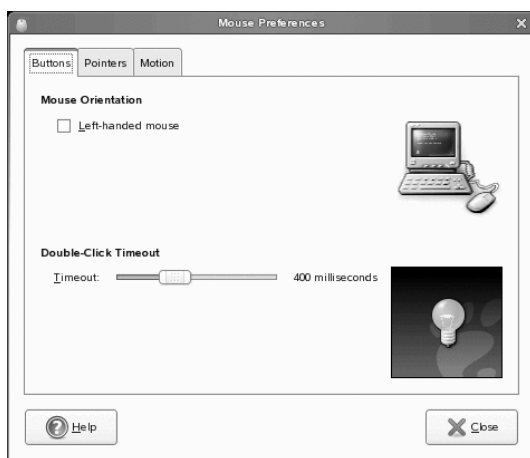 Mouse Preferences
Buttons Pointers Motion
Mouse Orientation
Left-handed mouse
Double-Click Timeout
Timeout: 400 milliseconds
Help Close